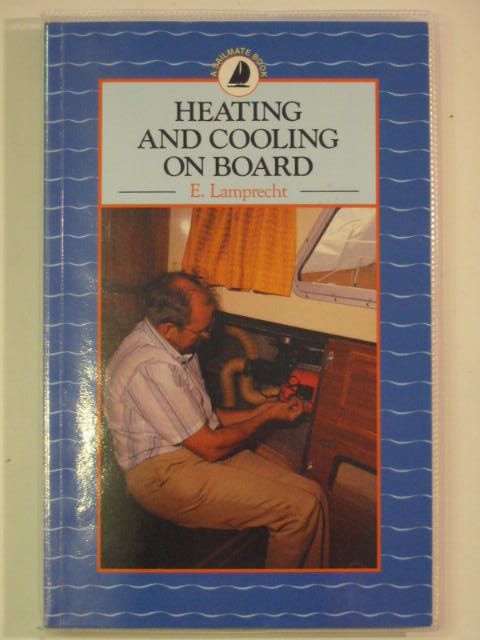 A SAILMATE BOOK
HEATING
AND COOLING
ON BOARD
E. Lamprecht